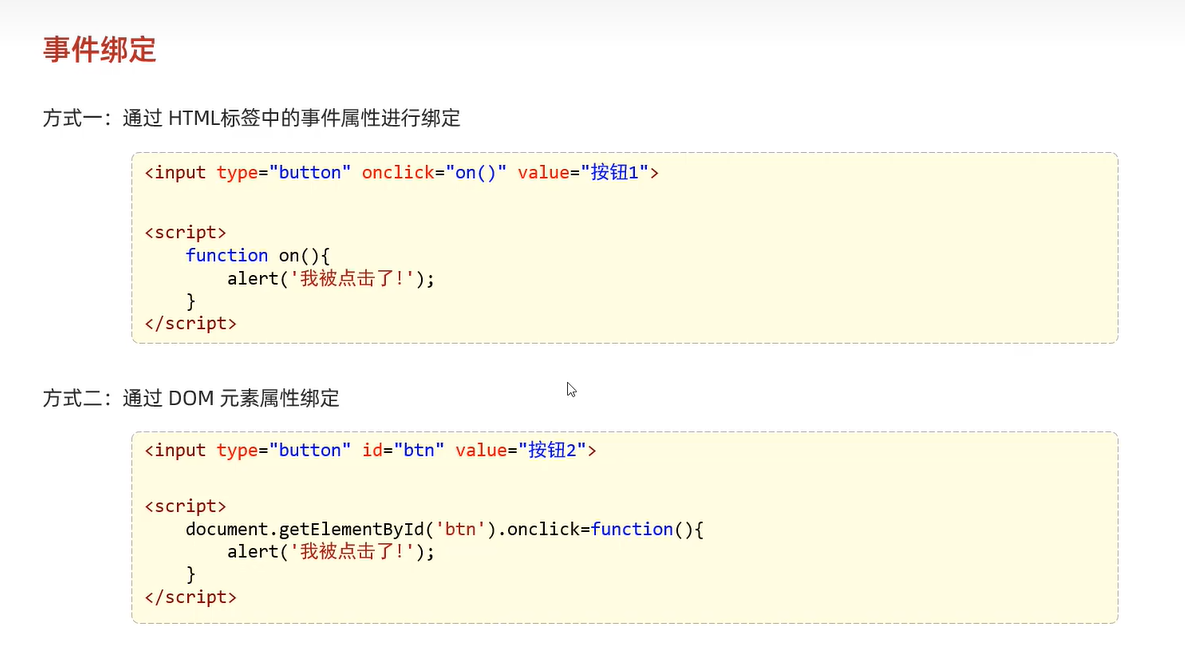 事件绑定
方式一：通过 HTML标签中的事件属性进行绑定
<input type="button" onclick="on()" value="按钮1">
<script>
    function on(){
        alert('我被点击了!');
    }
</script>
方式二：通过 DOM 元素属性绑定
<input type="button" id="btn" value="按钮2">
<script>
    document.getElementById('btn').onclick=function(){
        alert('我被点击了!');
    }
</script>